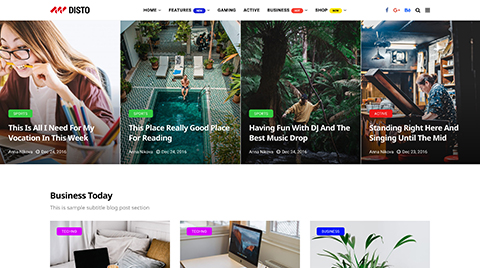 DISTO
HOME FEATURES NEW GAMING ACTIVE BUSINESS SHOP
SPORTS
This Is All I Need For My
Vocation In This Week
Anna Nikova Dec 24, 2016
SPORTS
This Place Really Good Place
For Reading
Anna Nikova Dec 24, 2016
SPORTS
Having Fun With DJ And The
Best Music Drop
Anna Nikova Dec 24, 2016
ACTIVE
Standing Right Here And
Singing Until The Mid
Anna Nikova Dec 23, 2016
Business Today
This is sample subtitle blog post section
TECHNO
TECHNO
BUSINESS